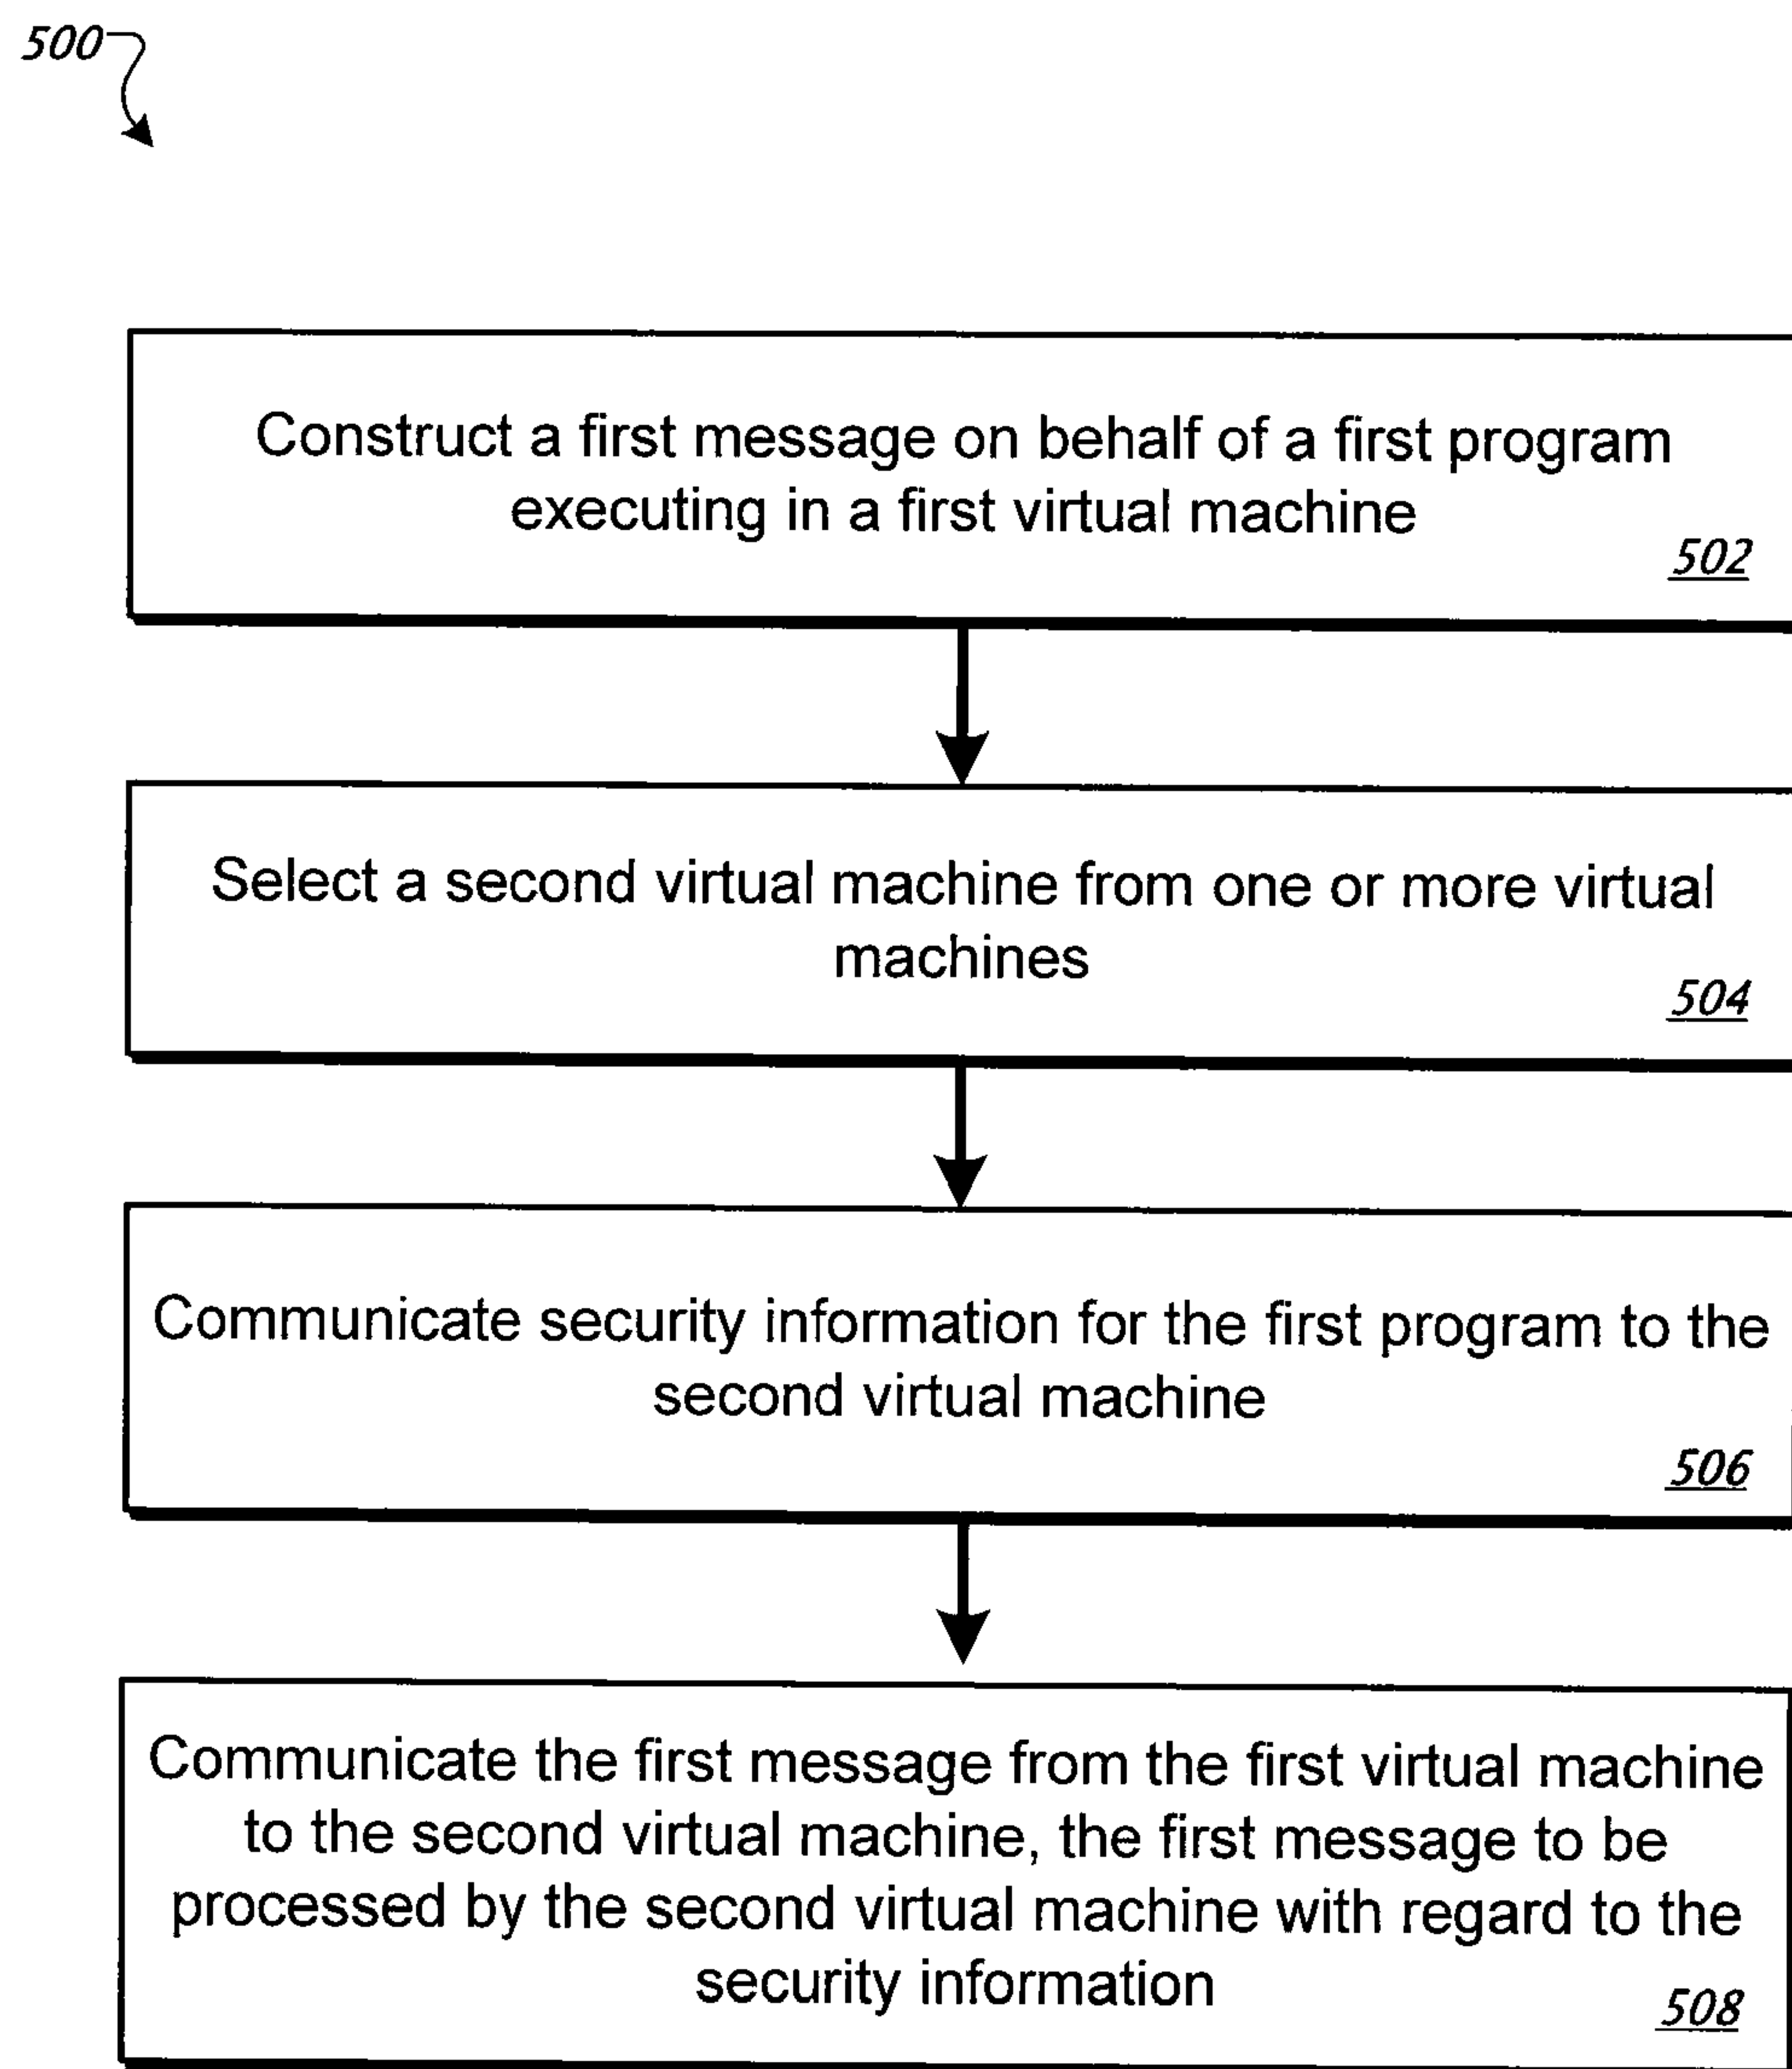 500
Construct a first message on behalf of a first program
executing in a first virtual machine
502
Select a second virtual machine from one or more virtual
machines
504
Communicate security information for the first program to the
second virtual machine
506
Communicate the first message from the first virtual machine
to the second virtual machine, the first message to be
processed by the second virtual machine with regard to the
security information
508